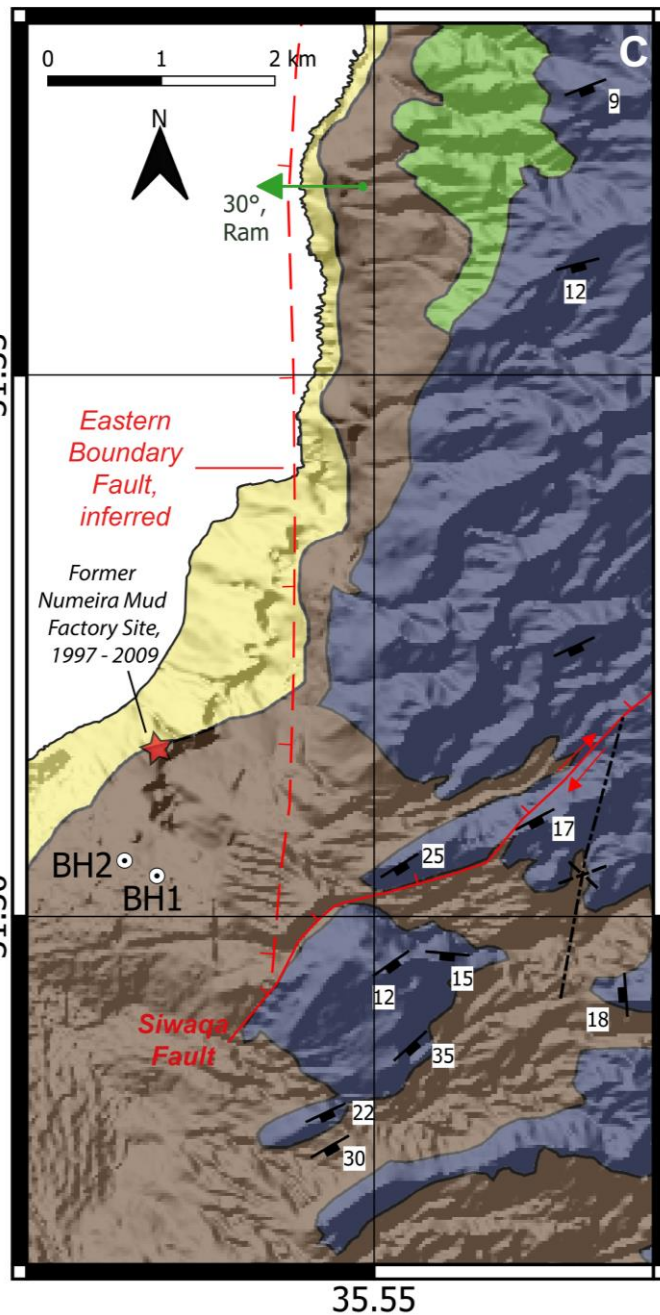 0 1 2 km
C
N
9
30°,
Ram
12
Eastern
Boundary
Fault,
inferred
Former
Numeira Mud
Factory Site,
1997 - 2009
17
25
BH2
BH1
15
12
18
Siwaqa
Fault
35
22
30
35.55